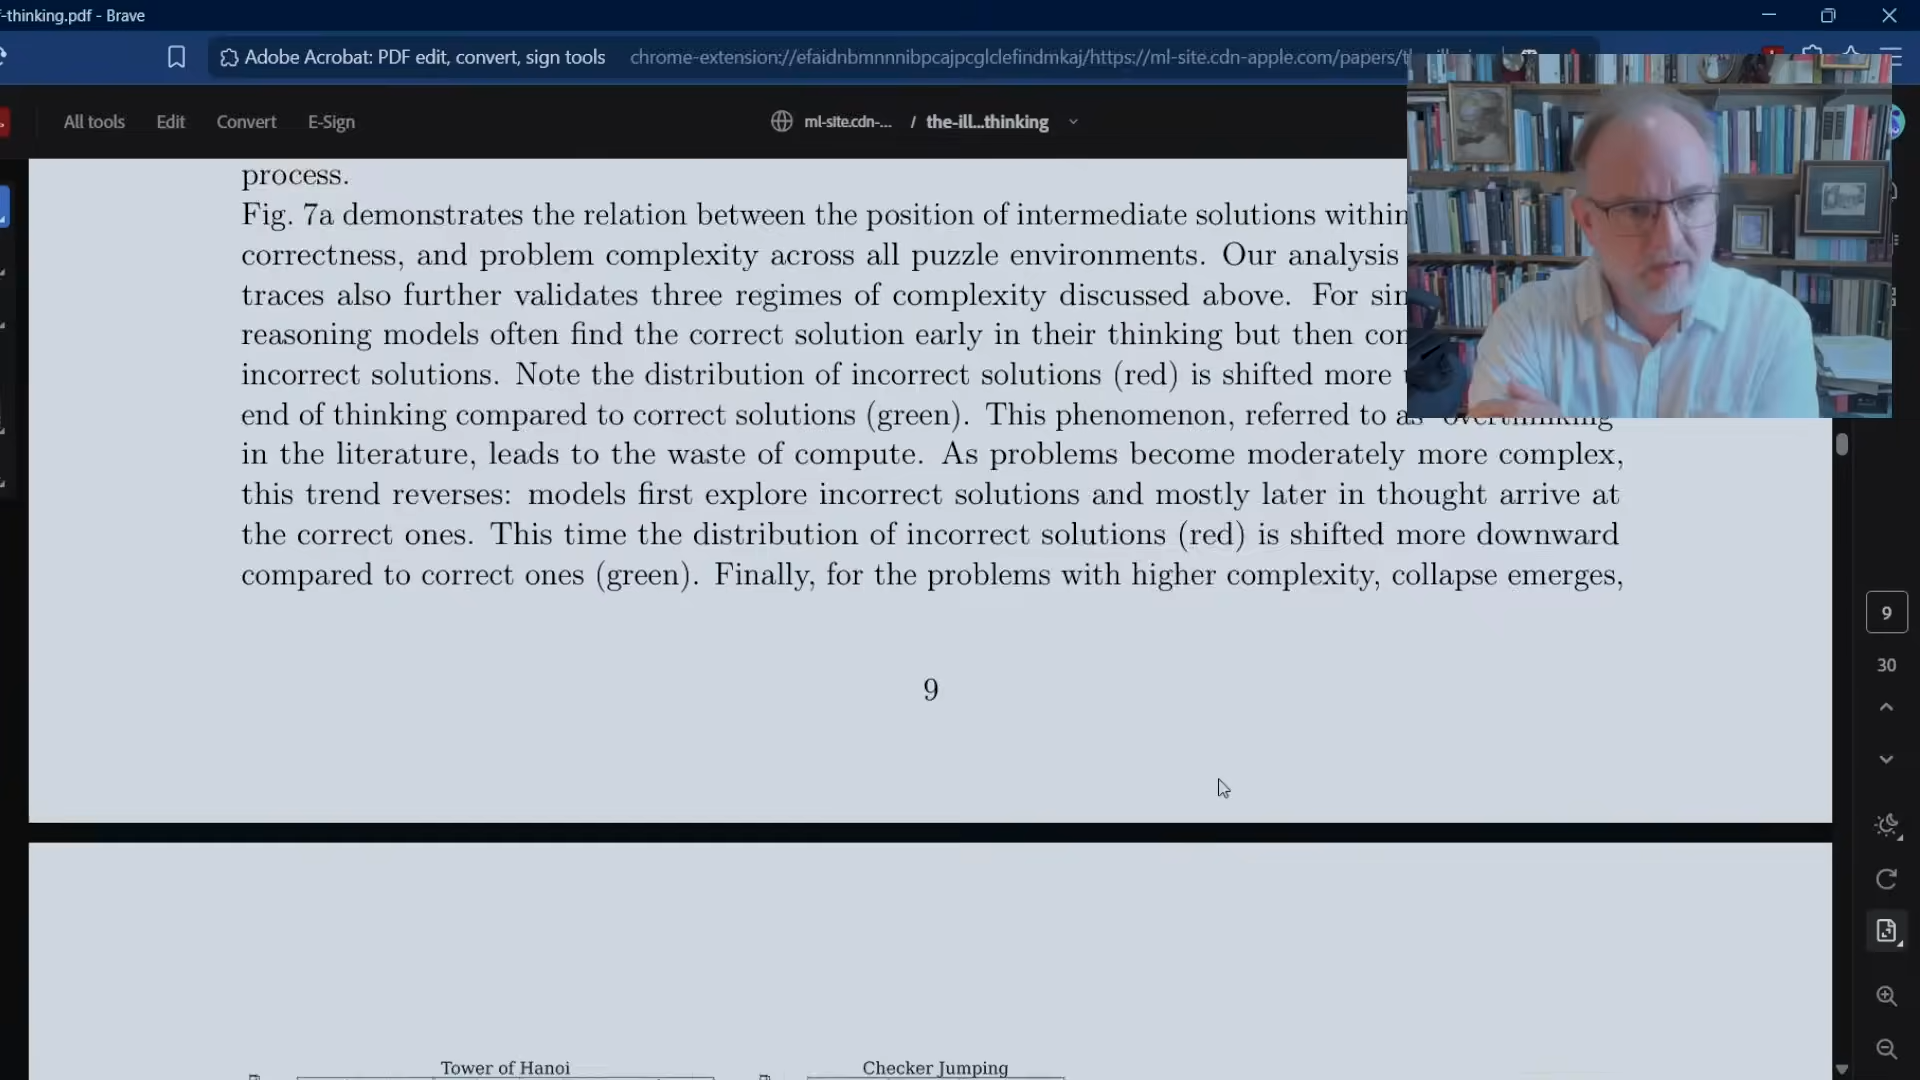 f-thinking.pdf - Brave
Adobe Acrobat: PDF edit, convert, sign tools chrome-extension://efaidnbmnnnibpcajpcglclefindmkaj/https://ml-site.cdn-apple.com/papers/
All tools Edit Convert E-Sign ml-site.cdn-... / the-ill...thinking
process.
Fig. 7a demonstrates the relation between the position of intermediate solutions within
correctness, and problem complexity across all puzzle environments. Our analysis
traces also further validates three regimes of complexity discussed above. For
reasoning models often find the correct solution early in their thinking but then
incorrect solutions. Note the distribution of incorrect solutions (red) is shifted more
end of thinking compared to correct solutions (green). This phenomenon, referred to as "overthinking"
in the literature, leads to the waste of compute. As problems become moderately more complex,
this trend reverses: models first explore incorrect solutions and mostly later in thought arrive at
the correct ones. This time the distribution of incorrect solutions (red) is shifted more downward
compared to correct ones (green). Finally, for the problems with higher complexity, collapse emerges,
9
9
30
Tower of Hanoi Checker Jumping